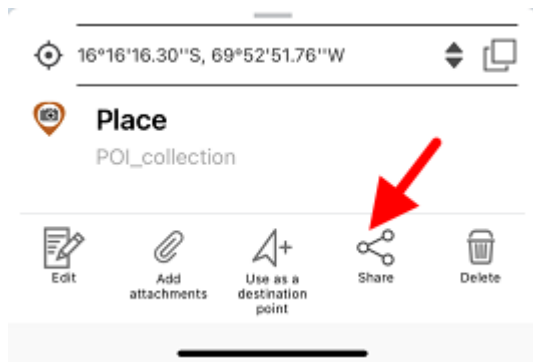 16°16'16.30''S, 69°52'51.76''W
Place
POI_collection
Edit
Add
attachments
Use as a
destination
point
Share
Delete